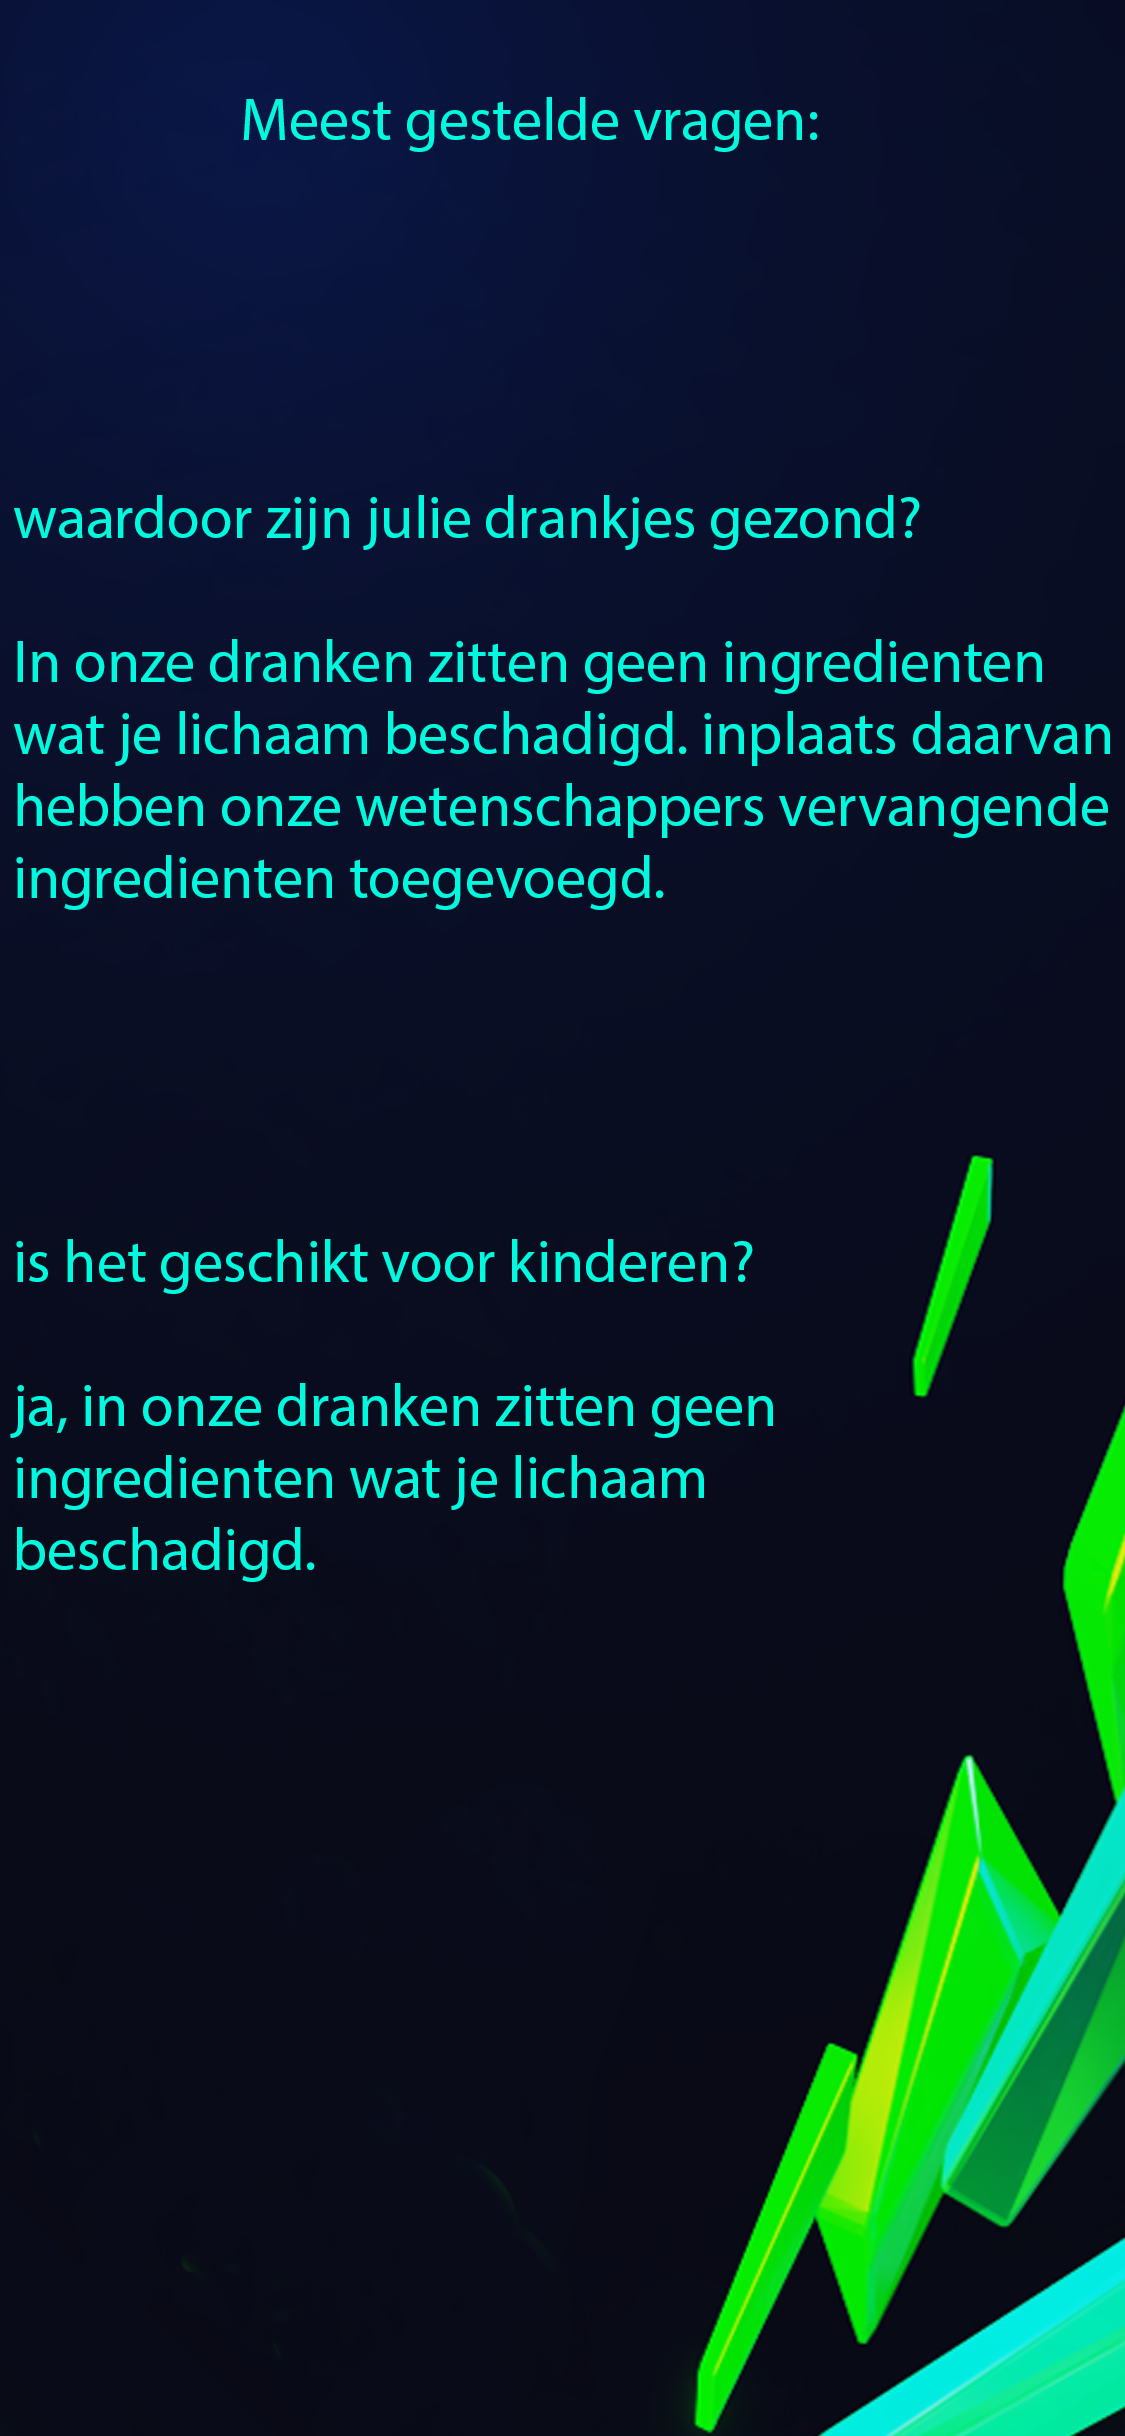 Meest gestelde vragen:
waardoor zijn julie drankjes gezond?
In onze dranken zitten geen ingredienten
wat je lichaam beschadigd. inplaats daarvan
hebben onze wetenschappers vervangende
ingredienten toegevoegd.
is het geschikt voor kinderen?
ja, in onze dranken zitten geen
ingredienten wat je lichaam
beschadigd.